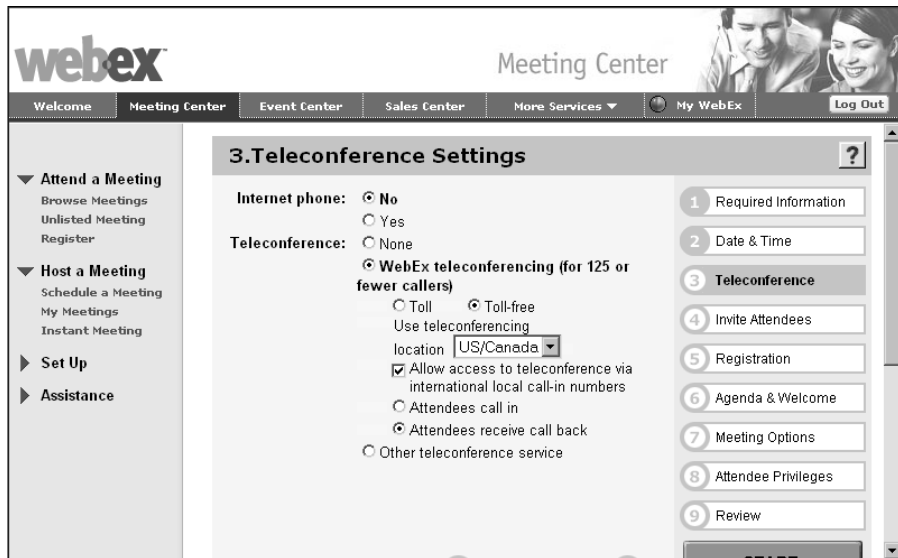 webex
Meeting Center
Welcome Meeting Center Event Center Sales Center More Services My WebEx Log Out
Attend a Meeting
Browse Meetings
Unlisted Meeting
Register
Host a Meeting
Schedule a Meeting
My Meetings
Instant Meeting
Set Up
Assistance
3.Teleconference Settings ?
Internet phone: No
Yes
Teleconference: None
WebEx teleconferencing (for 125 or
fewer callers)
Toll Toll-free
Use teleconferencing
location US/Canada
Allow access to teleconference via
international local call-in numbers
Attendees call in
Attendees receive call back
Other teleconference service
1 Required Information
2 Date & Time
3 Teleconference
4 Invite Attendees
5 Registration
6 Agenda & Welcome
7 Meeting Options
8 Attendee Privileges
9 Review